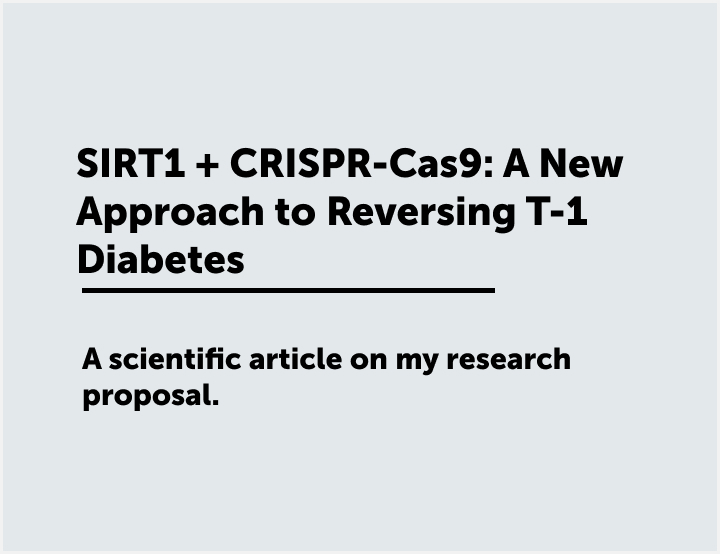 SIRT1 + CRISPR-Cas9: A New
Approach to Reversing T-1
Diabetes
A scientific article on my research
proposal.